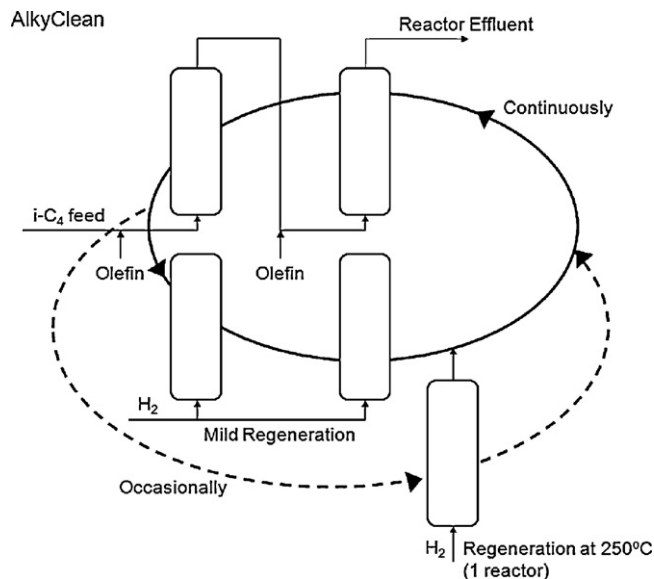 AlkyClean
Reactor Effluent
Continuously
i-C₄ feed
Olefin
Olefin
H₂
Mild Regeneration
Occasionally
H₂
Regeneration at 250ºC
(1 reactor)